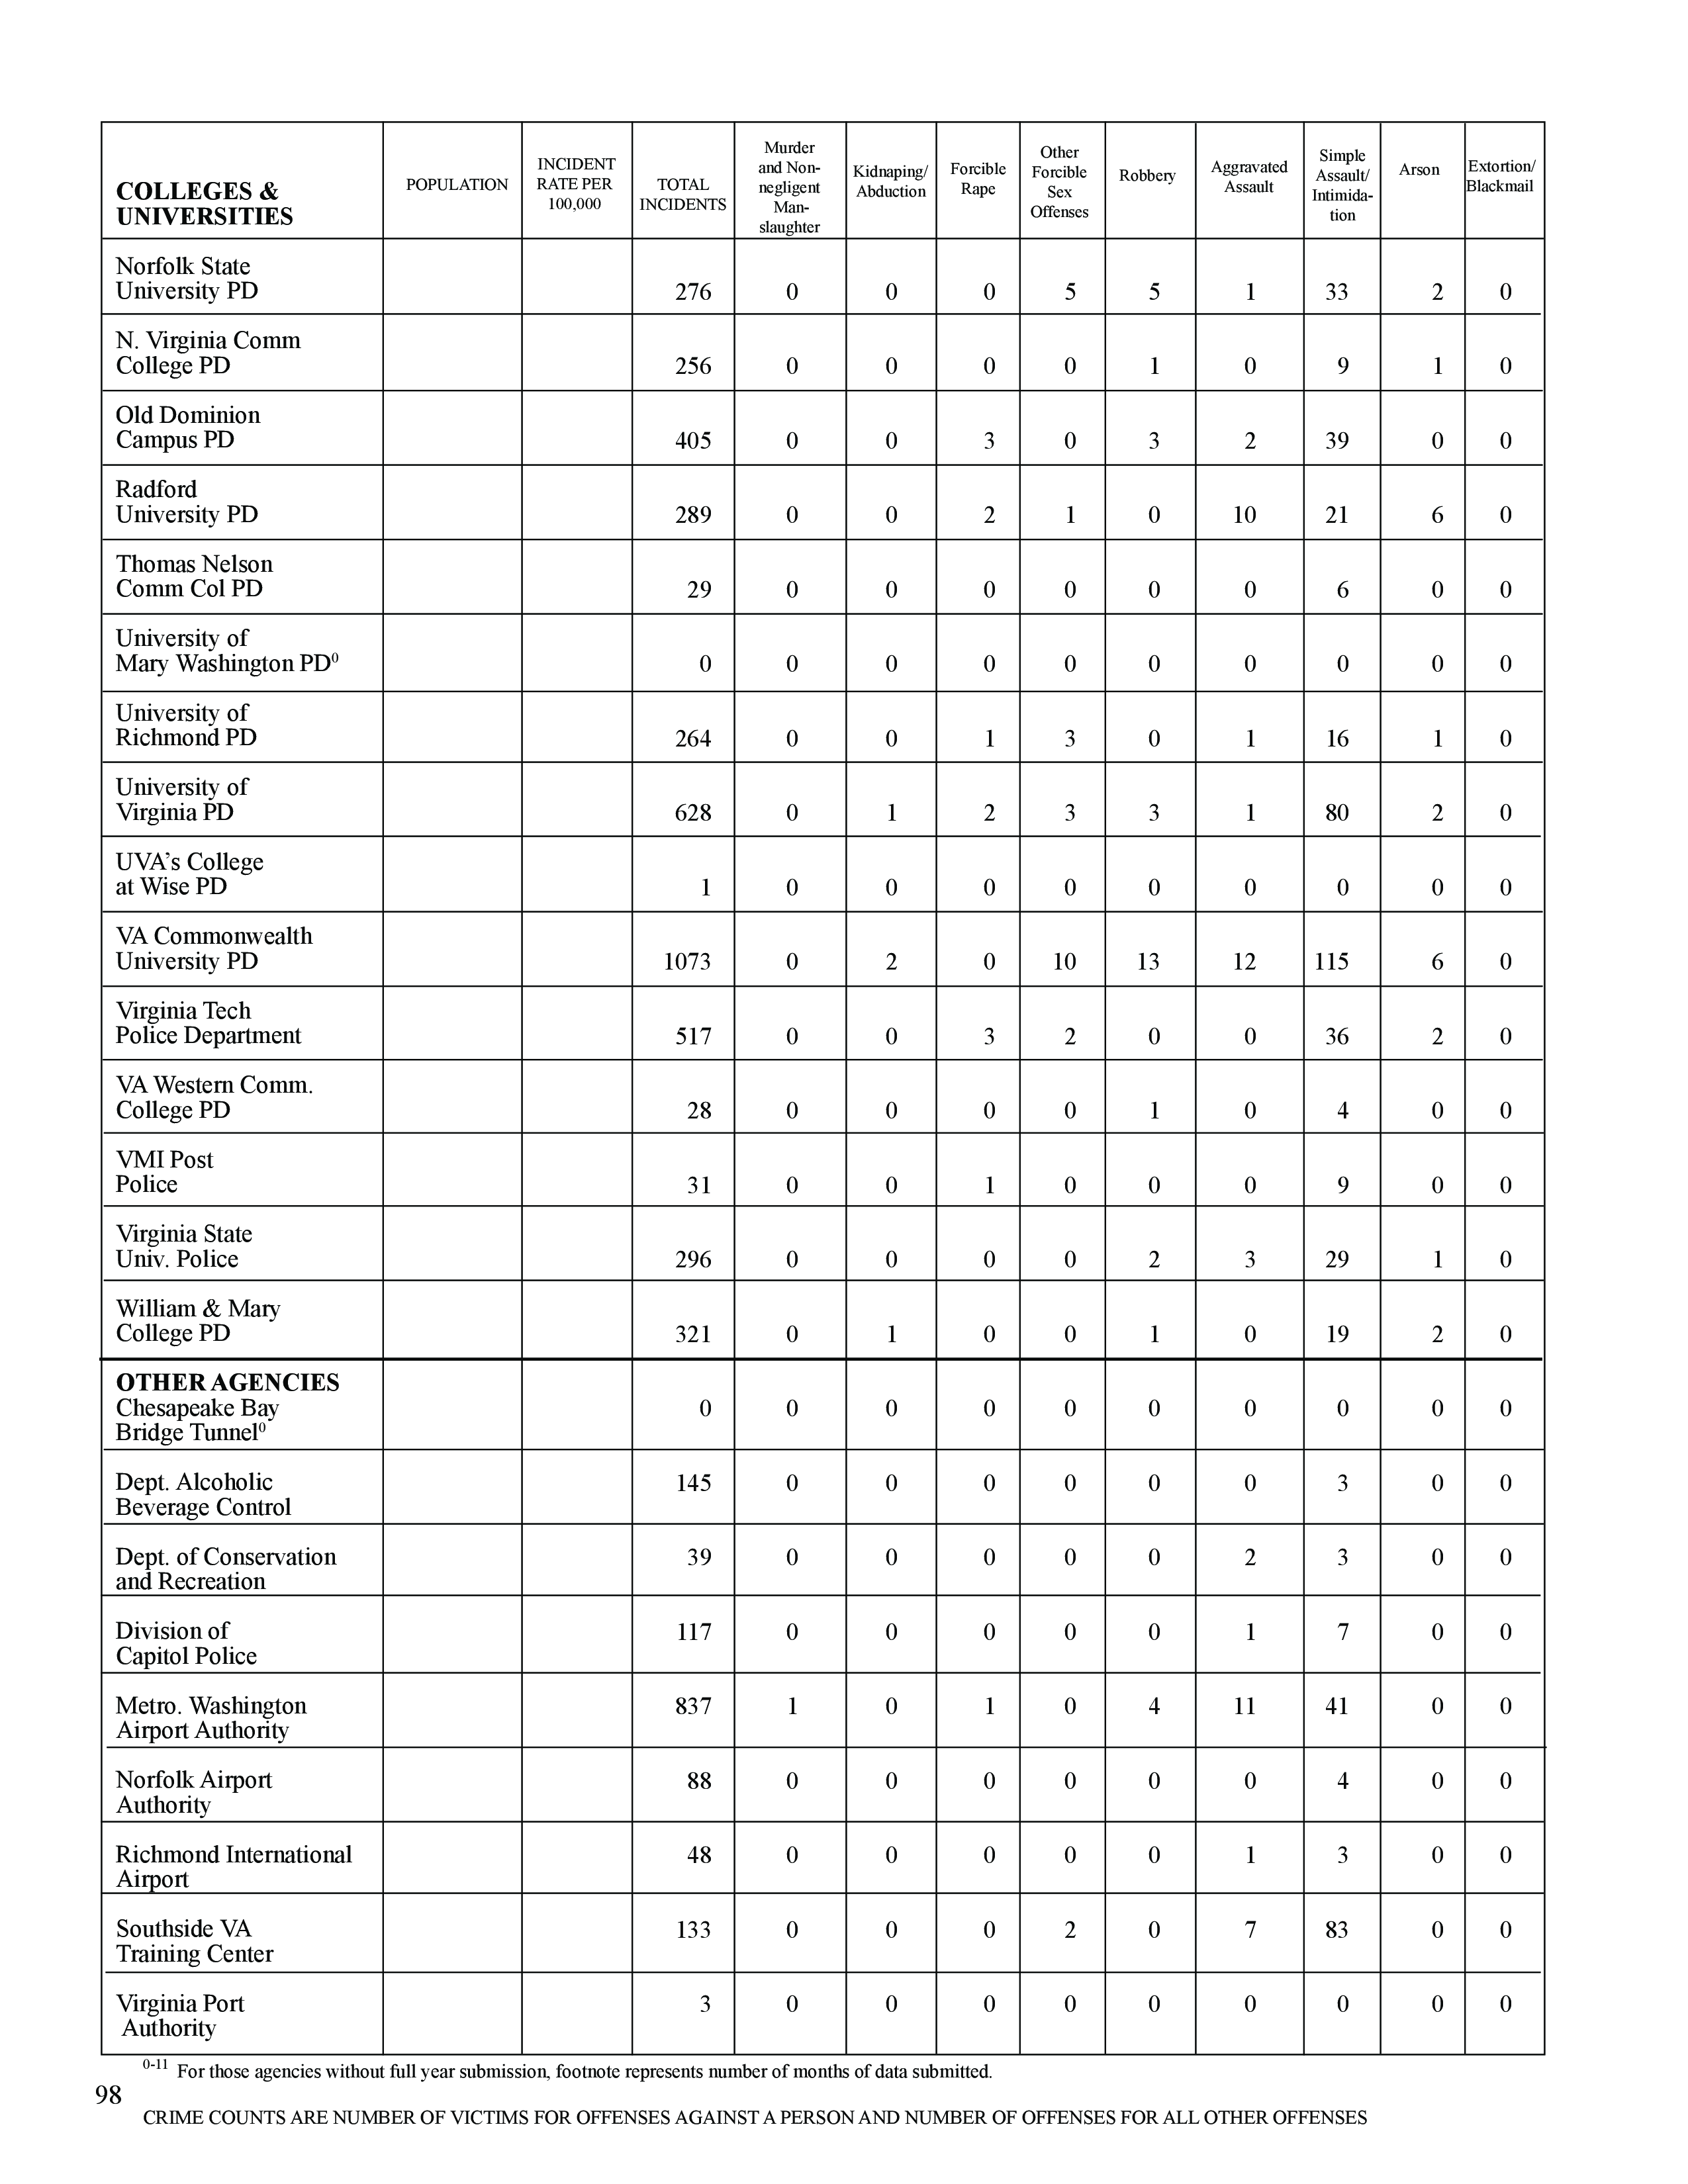 COLLEGES &
UNIVERSITIES
POPULATION
INCIDENT
RATE PER
100,000
TOTAL
INCIDENTS
Murder
and Non-
negligent
Man-
slaughter
Kidnaping/
Abduction
Forcible
Rape
Other
Forcible
Sex
Offenses
Robbery
Aggravated
Assault
Simple
Assault/
Intimida-
tion
Arson
Extortion/
Blackmail
Norfolk State
University PD 276 0 0 0 5 5 1 33 2 0
N. Virginia Comm
College PD 256 0 0 0 0 1 0 9 1 0
Old Dominion
Campus PD 405 0 0 3 0 3 2 39 0 0
Radford
University PD 289 0 0 2 1 0 10 21 6 0
Thomas Nelson
Comm Col PD 29 0 0 0 0 0 0 6 0 0
University of
Mary Washington PD⁰ 0 0 0 0 0 0 0 0 0 0
University of
Richmond PD 264 0 0 1 3 0 1 16 1 0
University of
Virginia PD 628 0 1 2 3 3 1 80 2 0
UVA’s College
at Wise PD 1 0 0 0 0 0 0 0 0 0
VA Commonwealth
University PD 1073 0 2 0 10 13 12 115 6 0
Virginia Tech
Police Department 517 0 0 3 2 0 0 36 2 0
VA Western Comm.
College PD 28 0 0 0 0 1 0 4 0 0
VMI Post
Police 31 0 0 1 0 0 0 9 0 0
Virginia State
Univ. Police 296 0 0 0 0 2 3 29 1 0
William & Mary
College PD 321 0 1 0 0 1 0 19 2 0
OTHER AGENCIES
Chesapeake Bay 0 0 0 0 0 0 0 0 0 0
Bridge Tunnel⁰
Dept. Alcoholic 145 0 0 0 0 0 0 3 0 0
Beverage Control
Dept. of Conservation 39 0 0 0 0 0 2 3 0 0
and Recreation
Division of 117 0 0 0 0 0 1 7 0 0
Capitol Police
Metro. Washington 837 1 0 1 0 4 11 41 0 0
Airport Authority
Norfolk Airport 88 0 0 0 0 0 0 4 0 0
Authority
Richmond International 48 0 0 0 0 0 1 3 0 0
Airport
Southside VA 133 0 0 0 2 0 7 83 0 0
Training Center
Virginia Port 3 0 0 0 0 0 0 0 0 0
Authority
⁰⁻¹¹ For those agencies without full year submission, footnote represents number of months of data submitted.
98
CRIME COUNTS ARE NUMBER OF VICTIMS FOR OFFENSES AGAINST A PERSON AND NUMBER OF OFFENSES FOR ALL OTHER OFFENSES